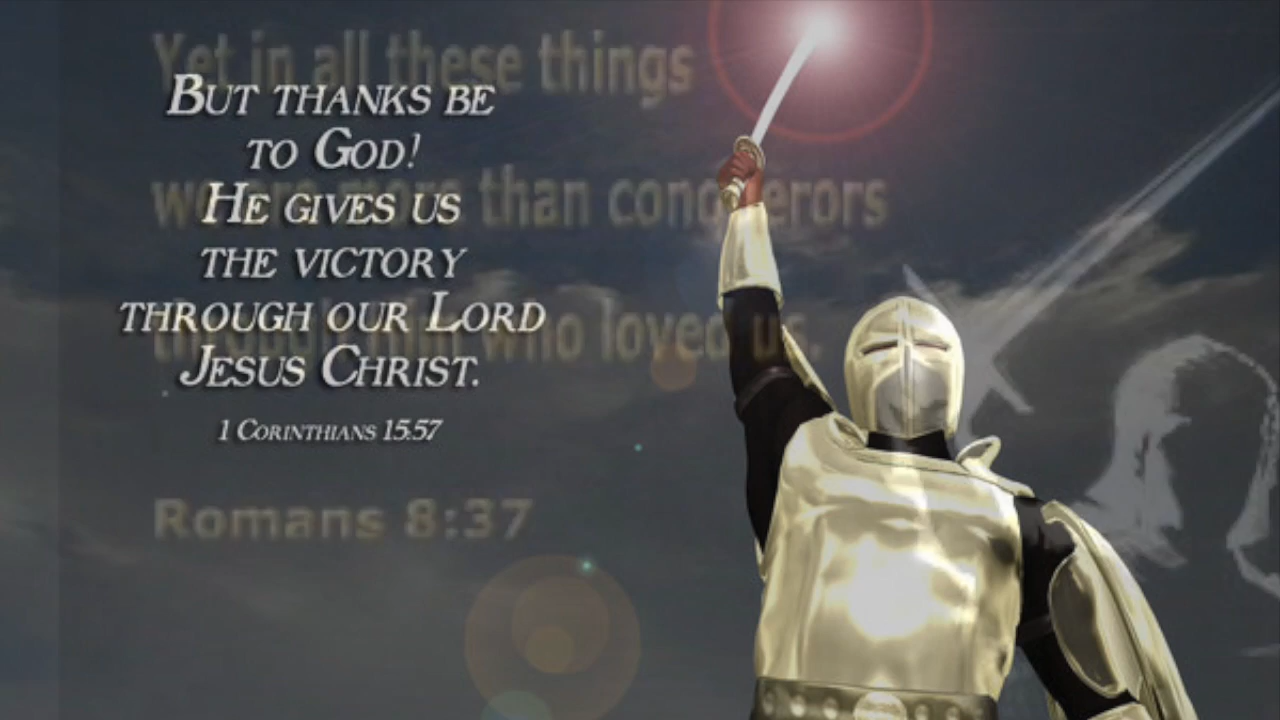 Yet in all these things
we are more than conquerors
through Him who loved us.
Romans 8:37
But thanks be
to God!
He gives us
the victory
through our Lord
Jesus Christ.
1 Corinthians 15:57